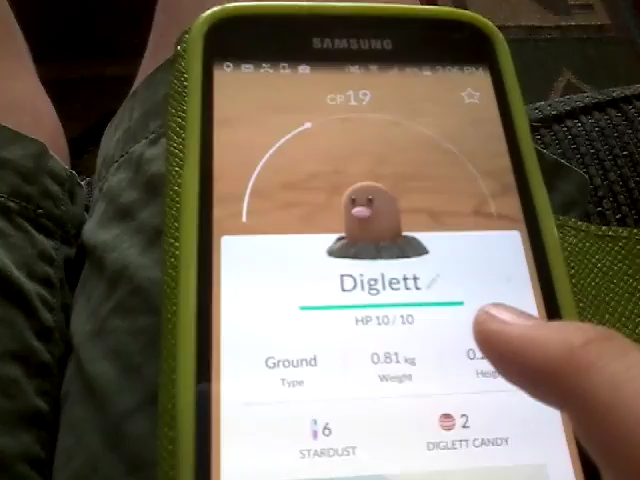 SAMSUNG
CP19
Diglett
HP 10 / 10
Ground
Type
0.81 kg
Weight
6
STARDUST
2
DIGLETT CANDY